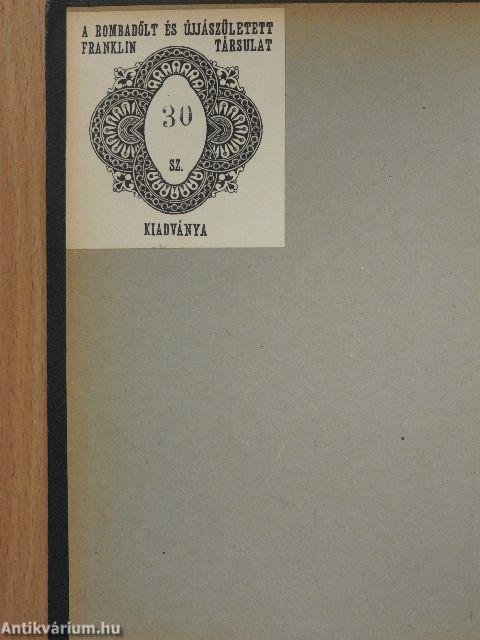 A ROMBADŐLT ÉS ÚJJÁSZÜLETETT
FRANKLIN TÁRSULAT
30
SZ.
KIADVÁNYA
Antikvárium.hu